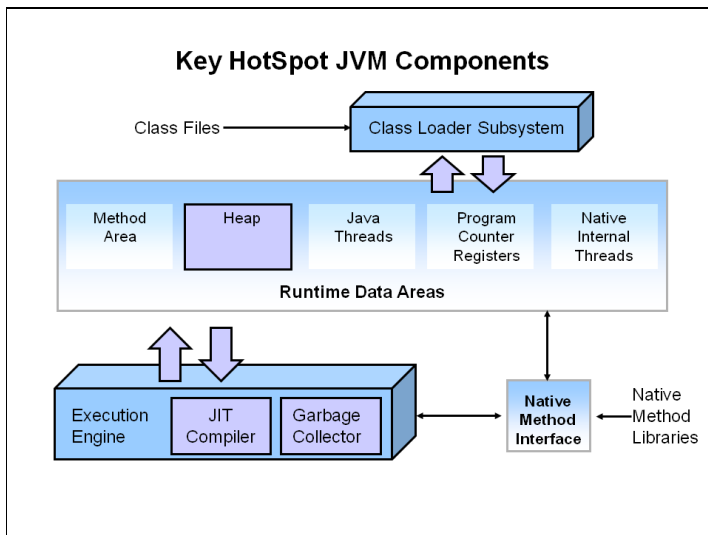 Key HotSpot JVM Components
Class Files
Class Loader Subsystem
Method
Area
Heap
Java
Threads
Program
Counter
Registers
Native
Internal
Threads
Runtime Data Areas
Execution
Engine
JIT
Compiler
Garbage
Collector
Native
Method
Interface
Native
Method
Libraries